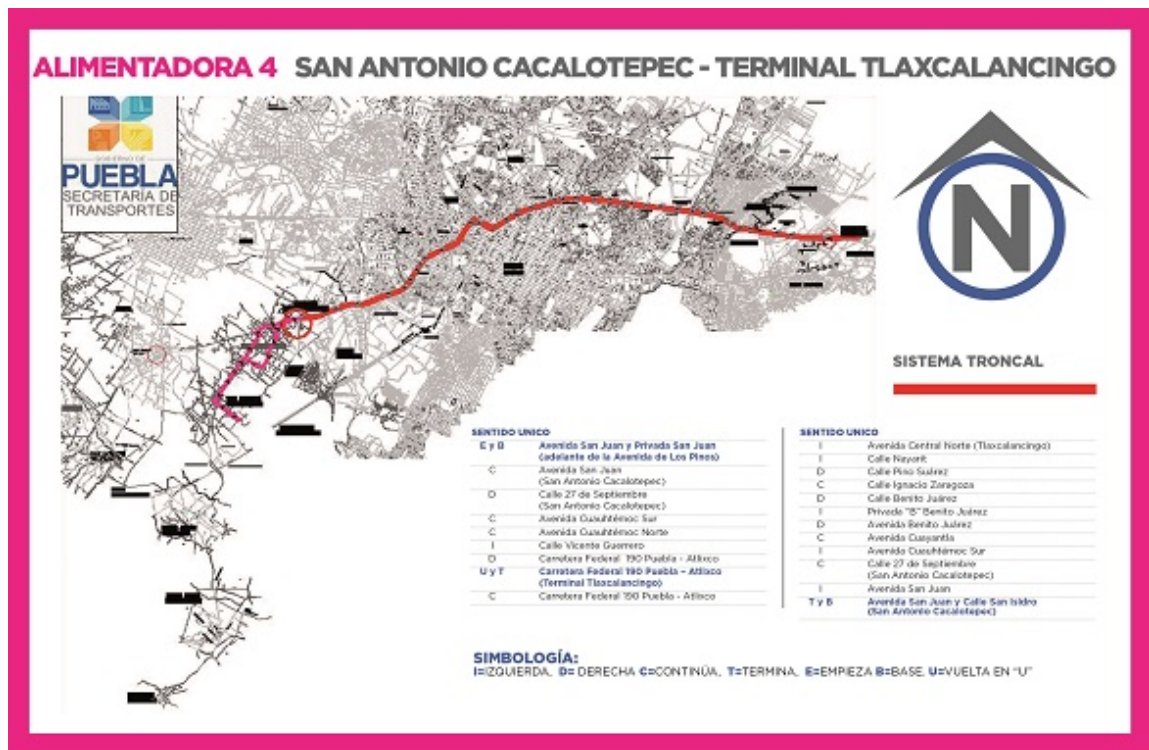 ALIMENTADORA 4 SAN ANTONIO CACALOTEPEC - TERMINAL TLAXCALANCINGO
GOBIERNO DE
PUEBLA
SECRETARÍA DE
TRANSPORTES
N
SISTEMA TRONCAL
SENTIDO UNICO
E y B Avenida San Juan y Privada San Juan
(adelante de la Avenida de Los Pinos)
C Avenida San Juan
(San Antonio Cacalotepec)
D Calle 27 de Septiembre
(San Antonio Cacalotepec)
C Avenida Cuauhtémoc Sur
C Avenida Cuauhtémoc Norte
I Calle Vicente Guerrero
D Carretera Federal 190 Puebla - Atlixco
U y T Carretera Federal 190 Puebla - Atlixco
(Terminal Tlaxcalancingo)
C Carretera Federal 190 Puebla - Atlixco
SENTIDO UNICO
I Avenida Central Norte (Tlaxcalancingo)
I Calle Nayarit
D Calle Pino Suárez
C Calle Ignacio Zaragoza
D Calle Benito Juárez
I Privada "B" Benito Juárez
D Avenida Benito Juárez
C Avenida Cuayantla
I Avenida Cuauhtémoc Sur
C Calle 27 de Septiembre
(San Antonio Cacalotepec)
I Avenida San Juan
T y B Avenida San Juan y Calle San Isidro
(San Antonio Cacalotepec)
SIMBOLOGÍA:
I=IZQUIERDA, D= DERECHA C=CONTINÚA, T=TERMINA, E=EMPIEZA B=BASE, U=VUELTA EN "U"